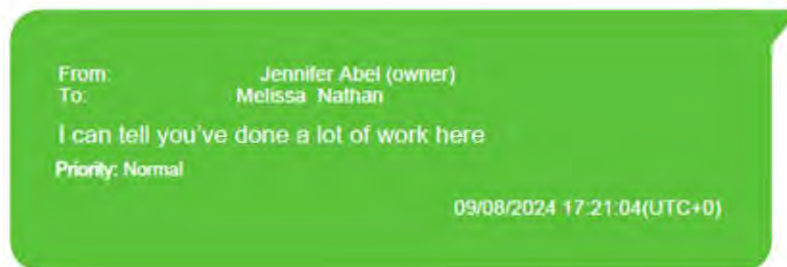 From: Jennifer Abel (owner)
To: Melissa Nathan
I can tell you've done a lot of work here
Priority: Normal
09/08/2024 17:21:04(UTC+0)